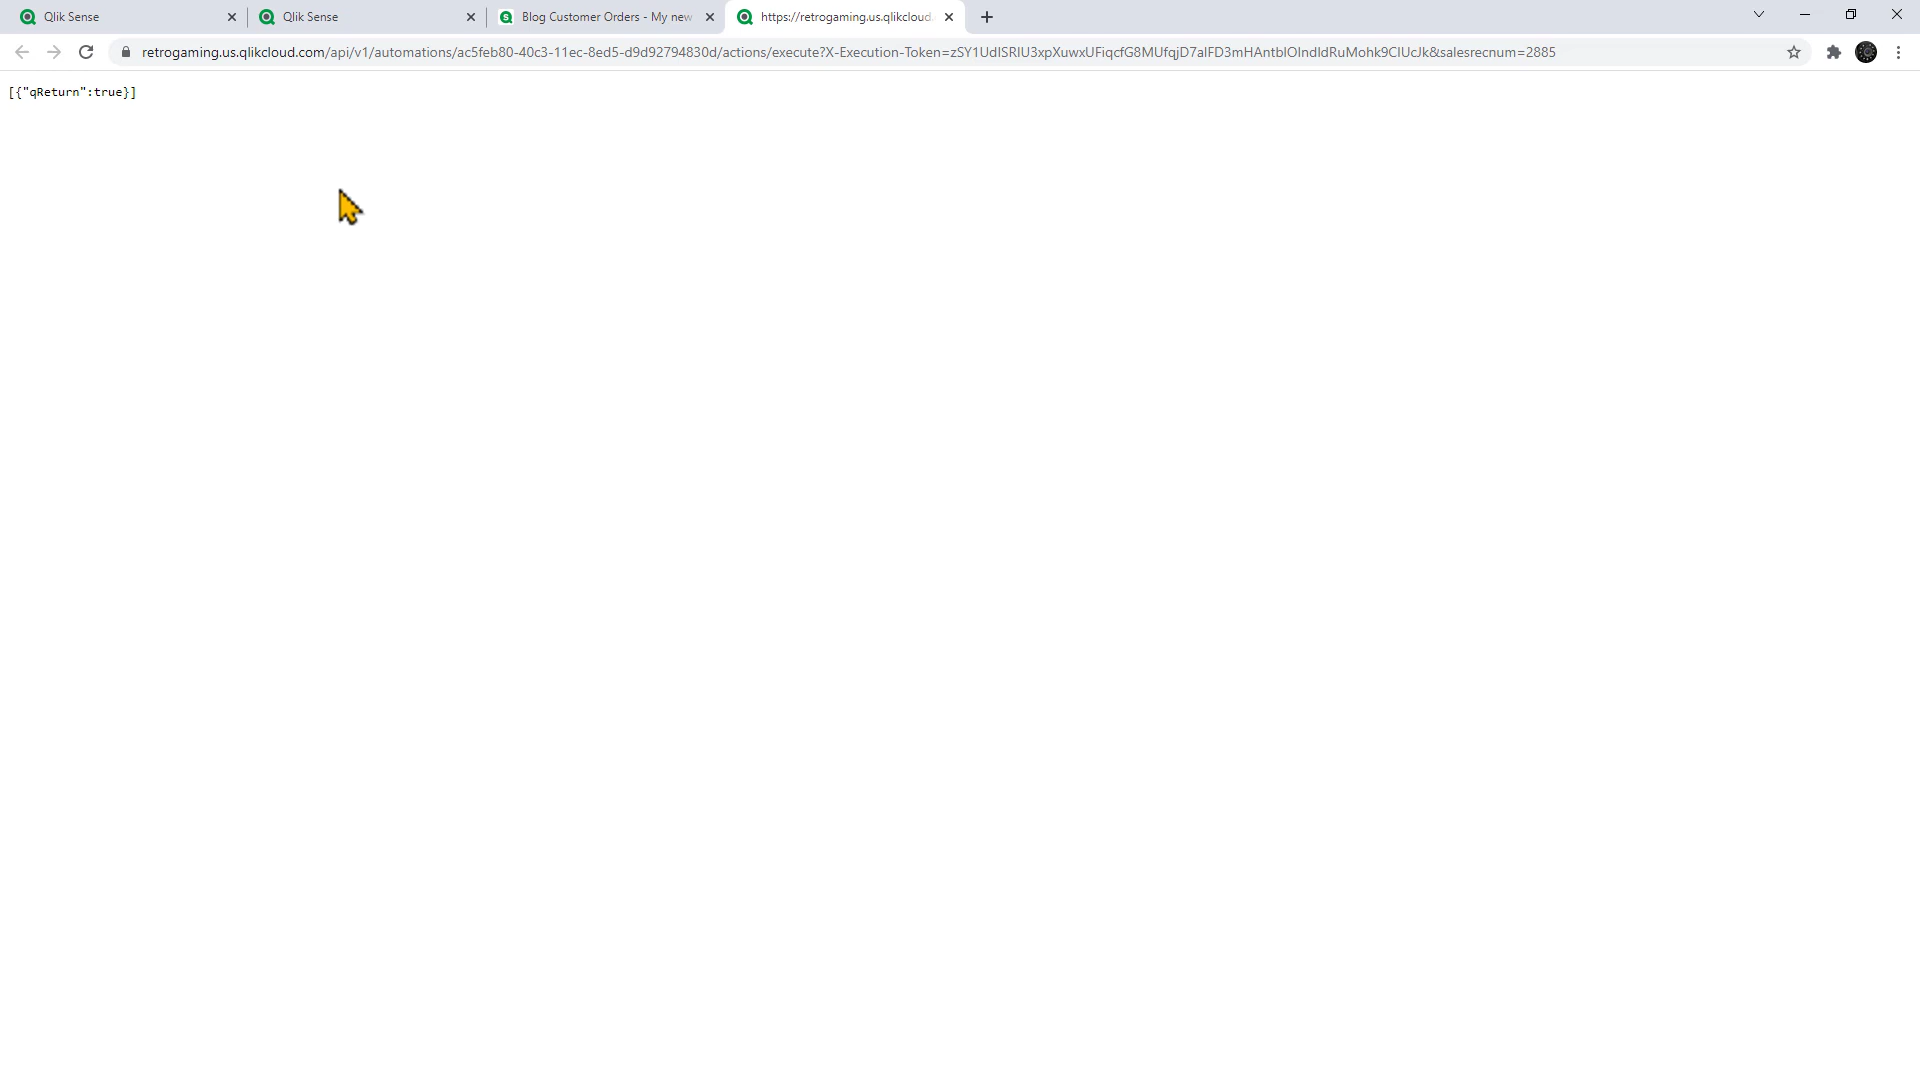 Qlik Sense
Qlik Sense
Blog Customer Orders - My new
https://retrogaming.us.qlikcloud.
retrogaming.us.qlikcloud.com/api/v1/automations/ac5feb80-40c3-11ec-8ed5-d9d92794830d/actions/execute?X-Execution-Token=zSY1UdISRIU3xpXuwxUFiqcfG8MUfqjD7aIFD3mHAntblOIndIdRuMohk9CIUcJk&salesrecnum=2885
[{"qReturn":true}]